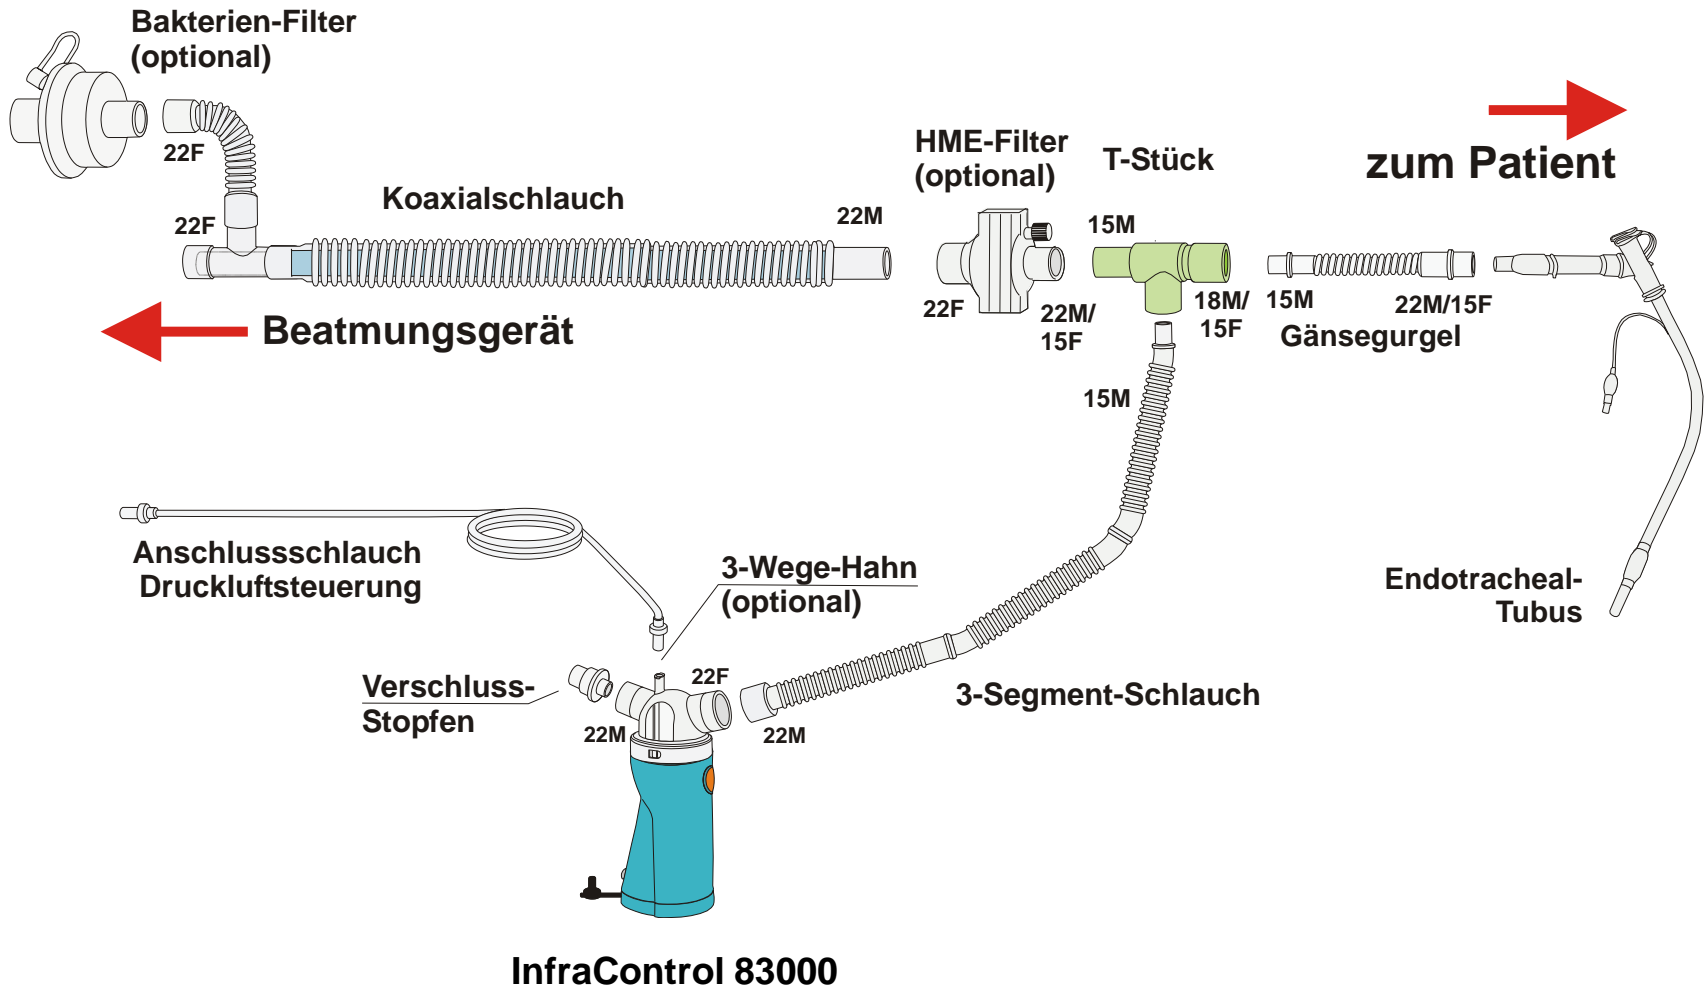 Bakterien-Filter
(optional)
22F
22F
Koaxialschlauch
22M
HME-Filter
(optional)
22F
22M/
15F
T-Stück
15M
18M/
15F
zum Patient
15M
22M/15F
Gänsegurgel
Beatmungsgerät
15M
Anschlussschlauch
Druckluftsteuerung
3-Wege-Hahn
(optional)
Endotracheal-
Tubus
Verschluss-
Stopfen
22F
22M
22M
3-Segment-Schlauch
InfraControl 83000